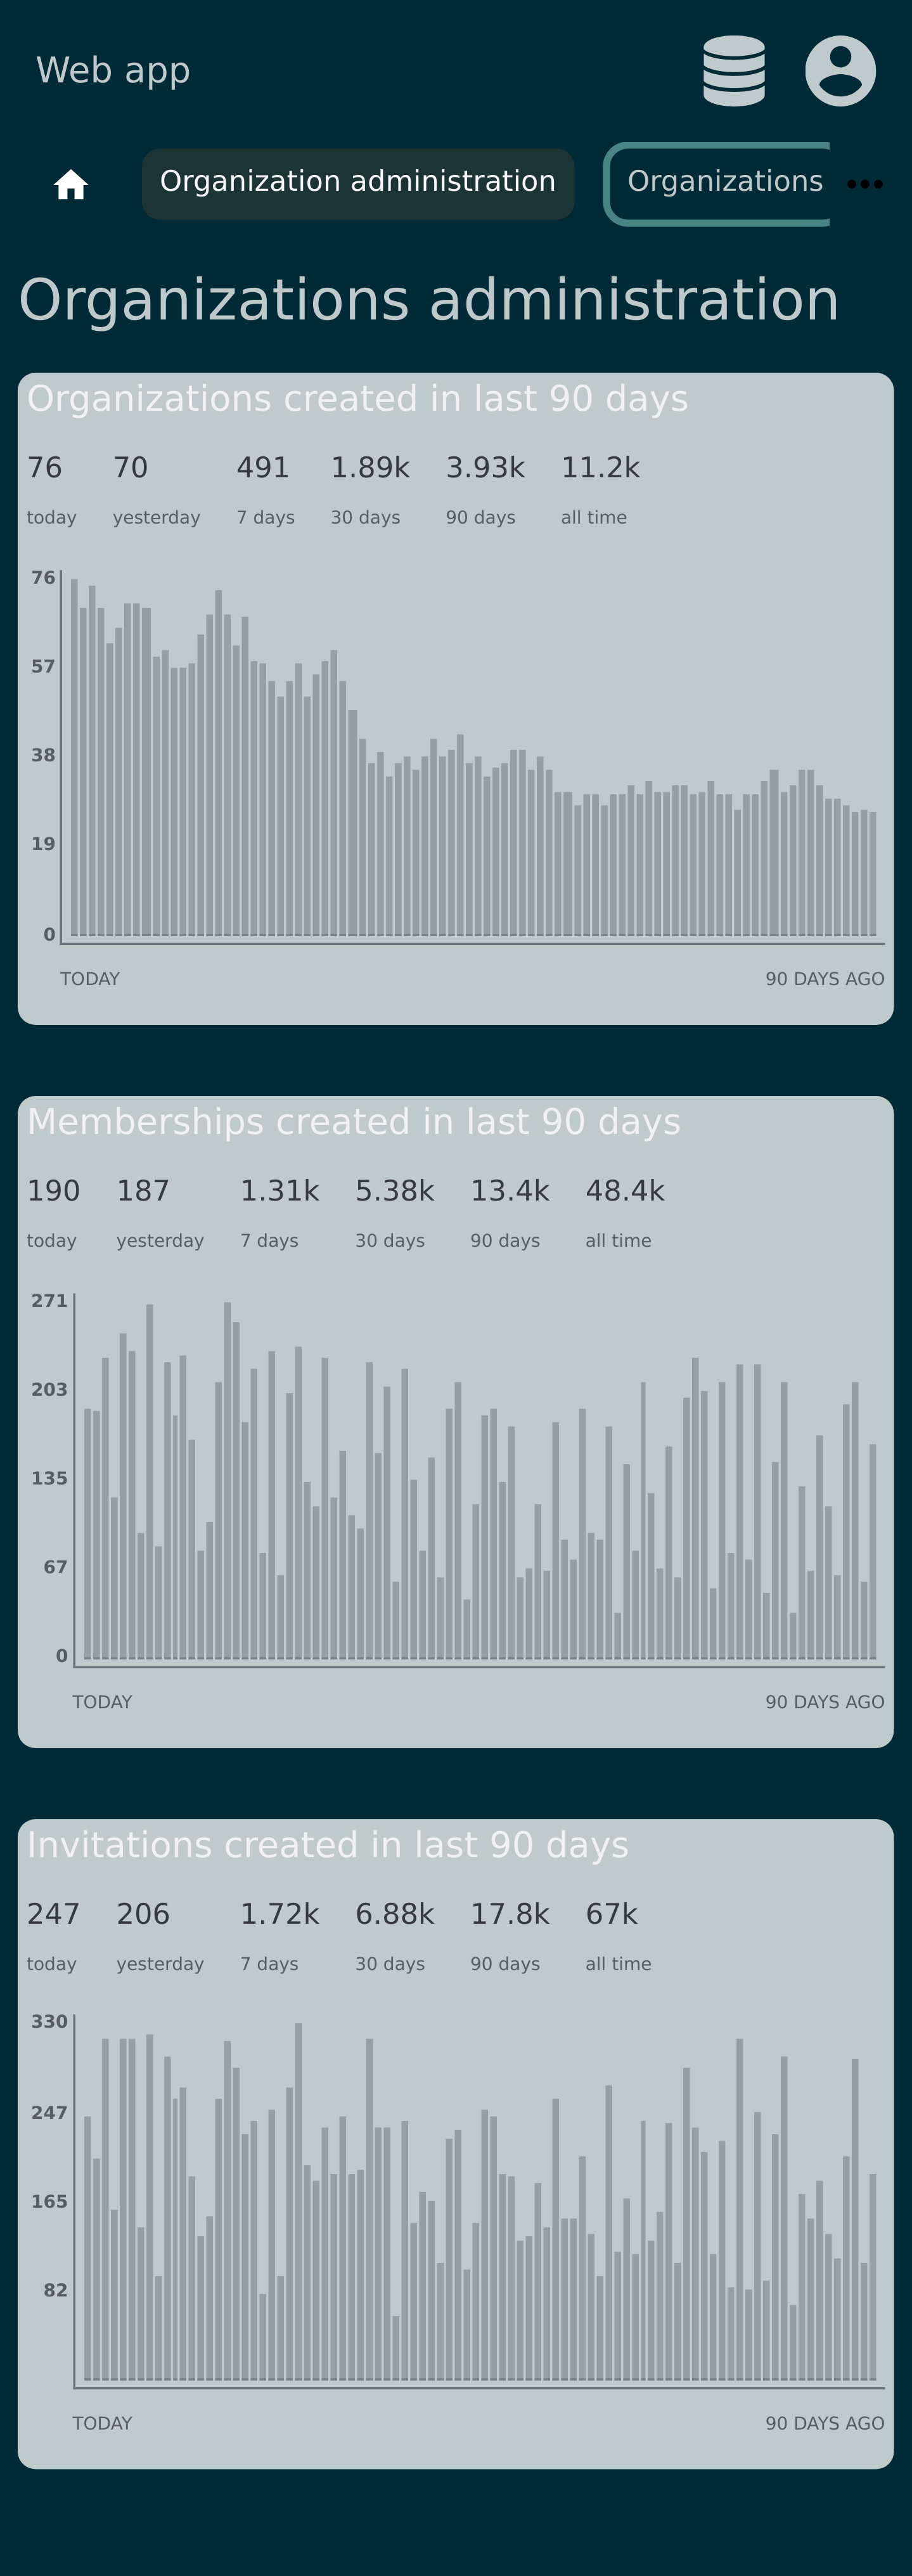 Web app
Organization administration
Organizations
Organizations administration
Organizations created in last 90 days
76 70 491 1.89k 3.93k 11.2k
today yesterday 7 days 30 days 90 days all time
76
57
38
19
0
TODAY 90 DAYS AGO
Memberships created in last 90 days
190 187 1.31k 5.38k 13.4k 48.4k
today yesterday 7 days 30 days 90 days all time
271
203
135
67
0
TODAY 90 DAYS AGO
Invitations created in last 90 days
247 206 1.72k 6.88k 17.8k 67k
today yesterday 7 days 30 days 90 days all time
330
247
165
82
TODAY 90 DAYS AGO